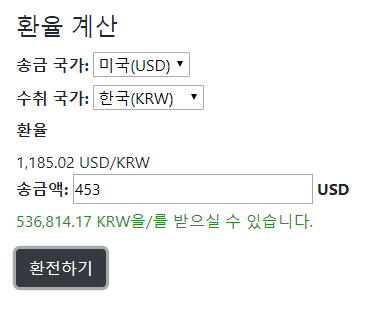 환율 계산
송금 국가: 미국(USD)
수취 국가: 한국(KRW)
환율
1,185.02 USD/KRW
송금액: 453 USD
536,814.17 KRW을/를 받으실 수 있습니다.
환전하기